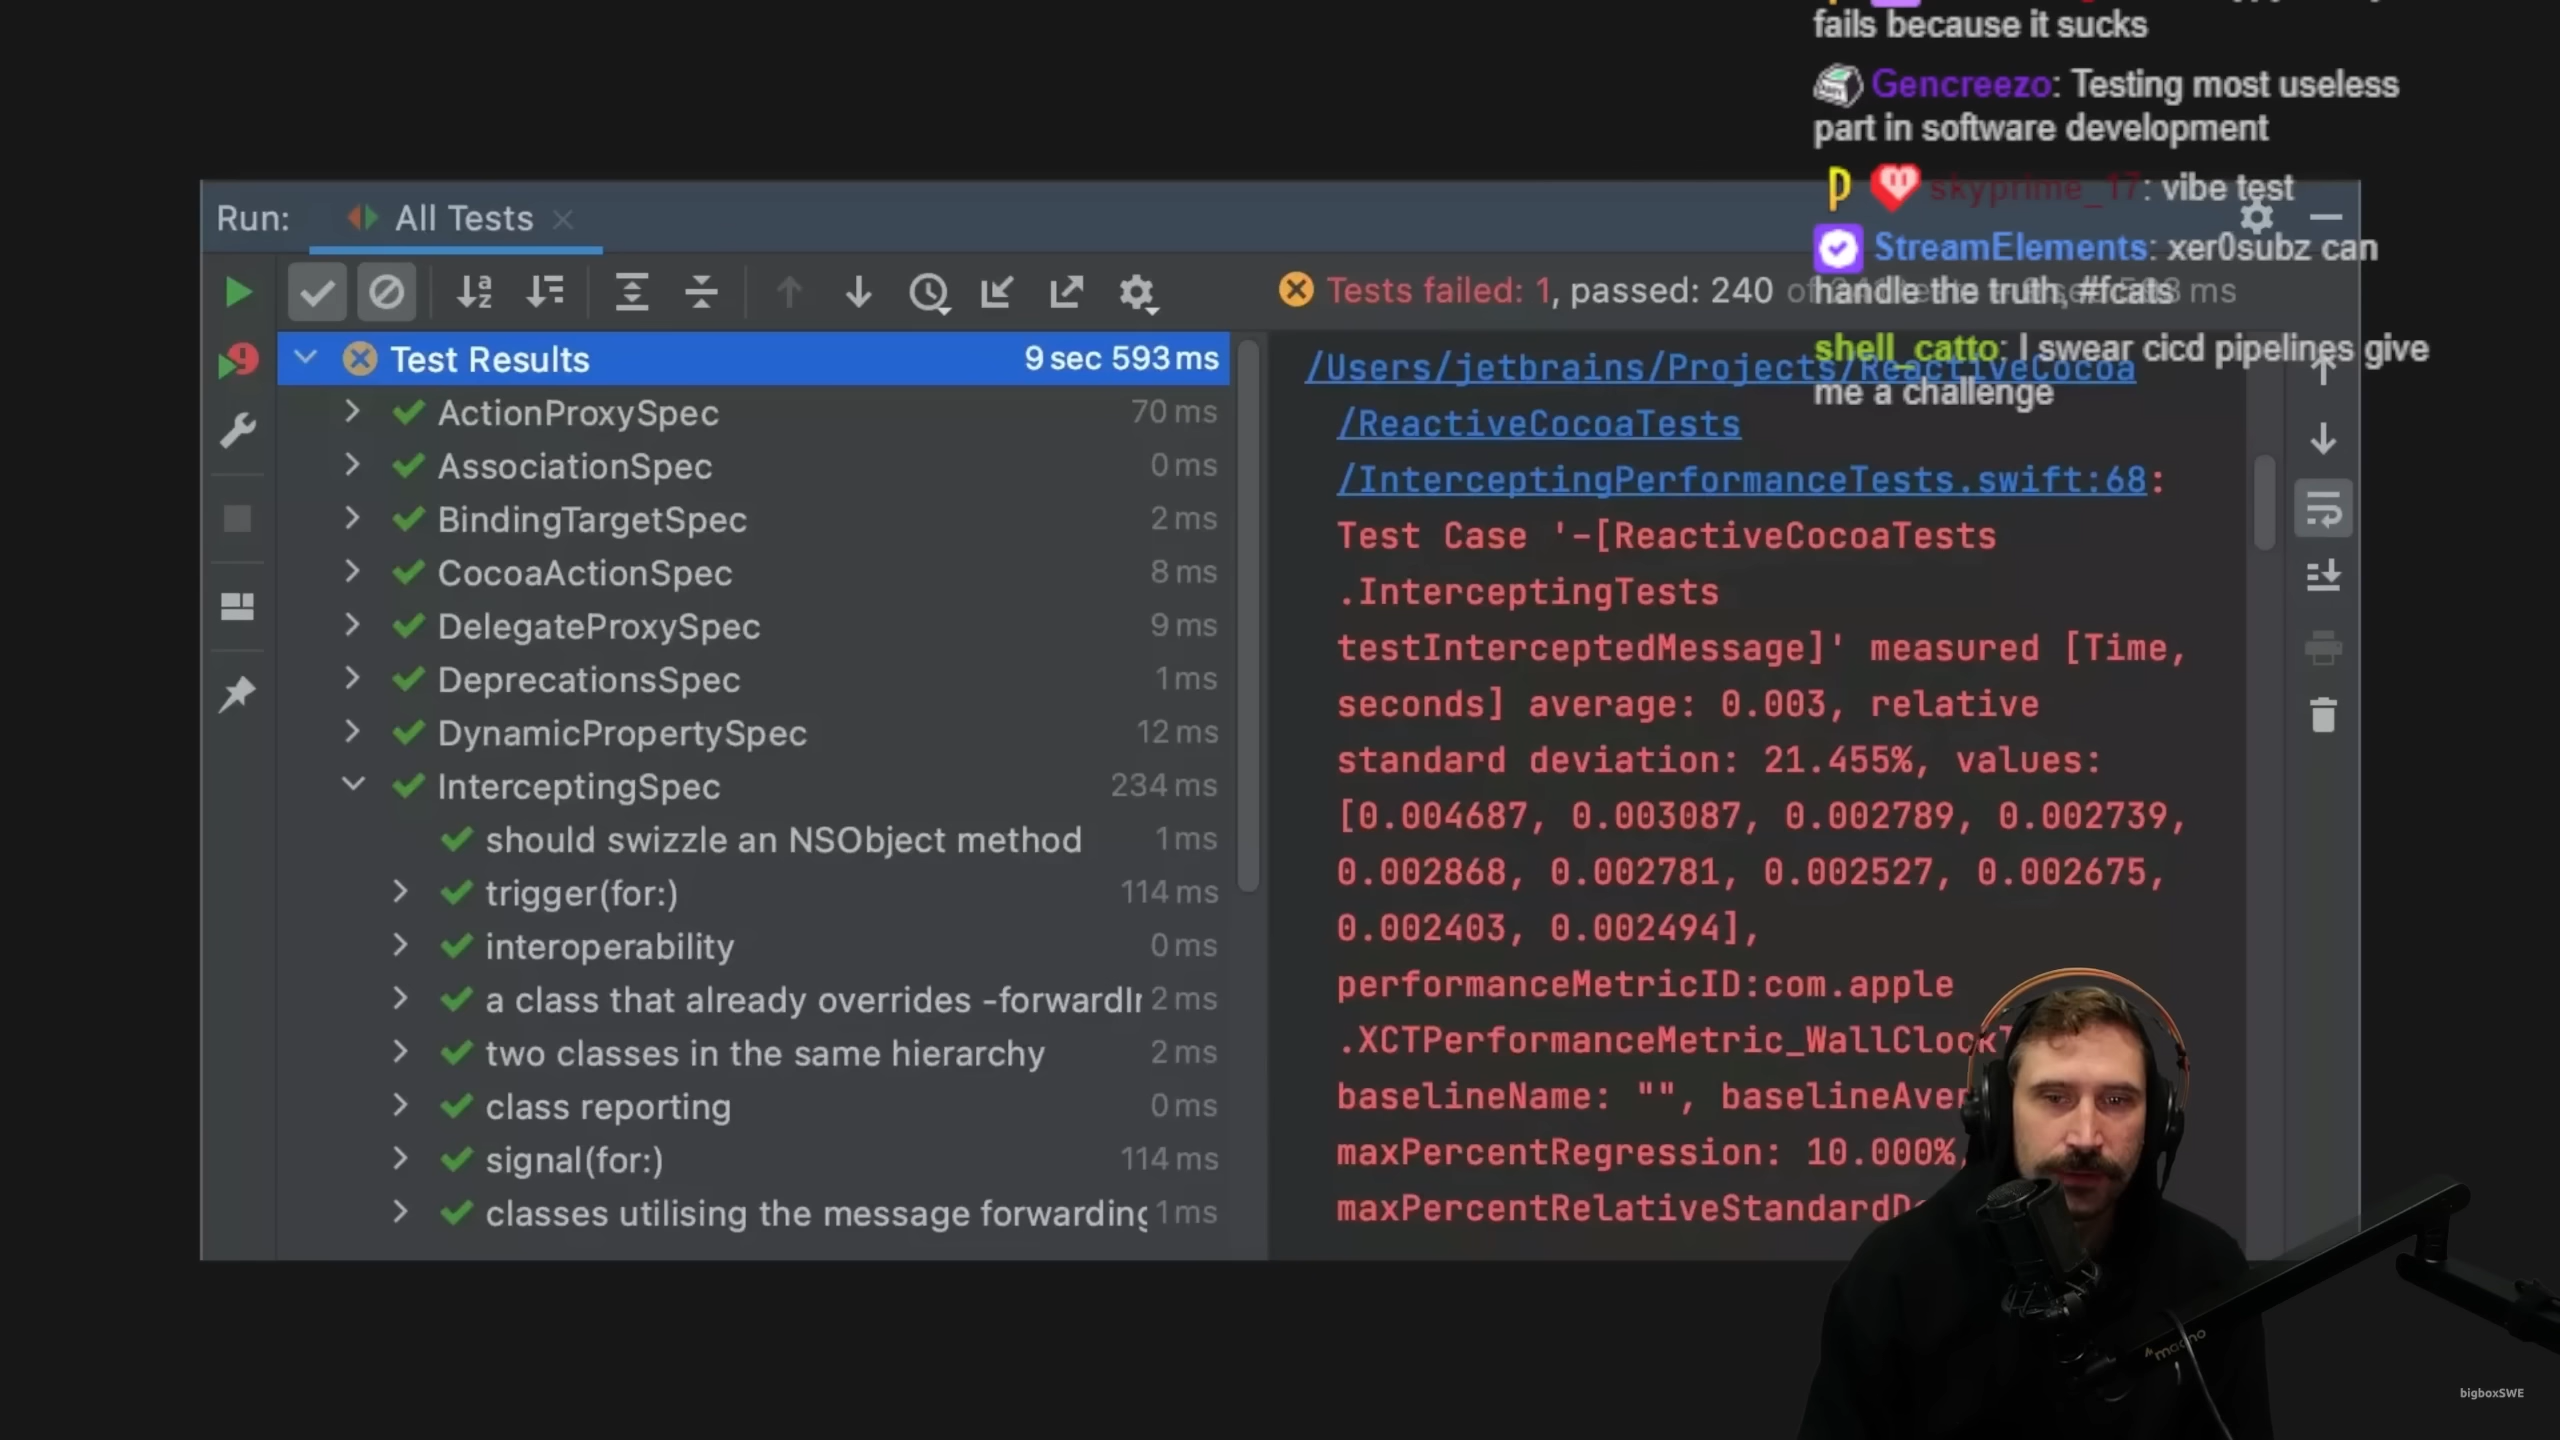 fails because it sucks
Gencreezo: Testing most useless
part in software development
skyprime_17: vibe test
StreamElements: xer0subz can
handle the truth, #fcats
shell_catto: I swear cicd pipelines give
me a challenge
Run: All Tests
Tests failed: 1, passed: 240 of ms
Test Results 9 sec 593 ms
ActionProxySpec 70 ms
AssociationSpec 0 ms
BindingTargetSpec 2 ms
CocoaActionSpec 8 ms
DelegateProxySpec 9 ms
DeprecationsSpec 1 ms
DynamicPropertySpec 12 ms
InterceptingSpec 234 ms
should swizzle an NSObject method 1 ms
trigger(for:) 114 ms
interoperability 0 ms
a class that already overrides -forwardIr 2 ms
two classes in the same hierarchy 2 ms
class reporting 0 ms
signal(for:) 114 ms
classes utilising the message forwarding 1 ms
/Users/jetbrains/Projects/ReactiveCocoa
/ReactiveCocoaTests
/InterceptingPerformanceTests.swift:68:
Test Case '-[ReactiveCocoaTests
.InterceptingTests
testInterceptedMessage]' measured [Time,
seconds] average: 0.003, relative
standard deviation: 21.455%, values:
[0.004687, 0.003087, 0.002789, 0.002739,
0.002868, 0.002781, 0.002527, 0.002675,
0.002403, 0.002494],
performanceMetricID:com.apple
.XCTPerformanceMetric_WallClockT
baselineName: "", baselineAver
maxPercentRegression: 10.000%,
maxPercentRelativeStandardD
bigboxSWE